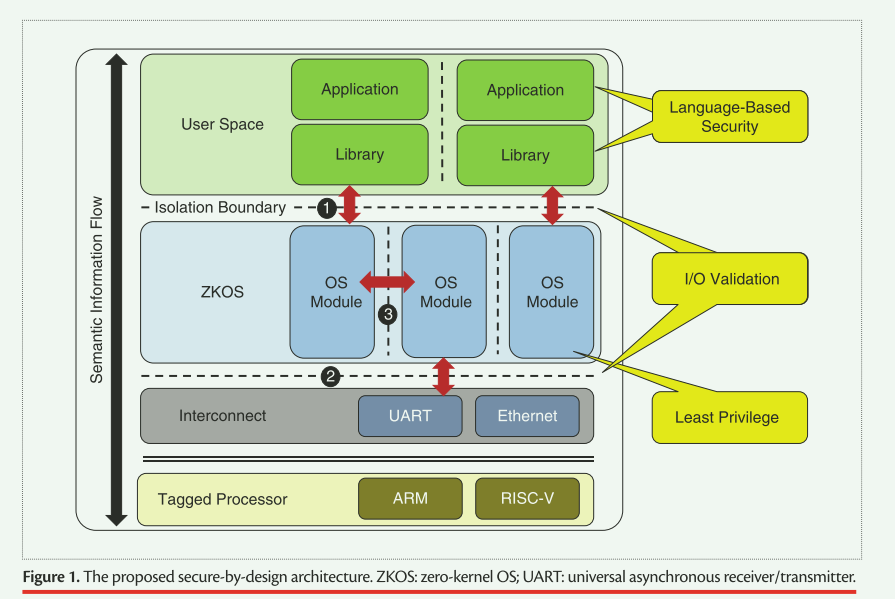 Semantic Information Flow
User Space
Application
Library
Application
Library
Language-Based
Security
Isolation Boundary
1
ZKOS
OS
Module
3
OS
Module
OS
Module
I/O Validation
2
Least Privilege
Interconnect
UART
Ethernet
Tagged Processor
ARM
RISC-V
Figure 1. The proposed secure-by-design architecture. ZKOS: zero-kernel OS; UART: universal asynchronous receiver/transmitter.